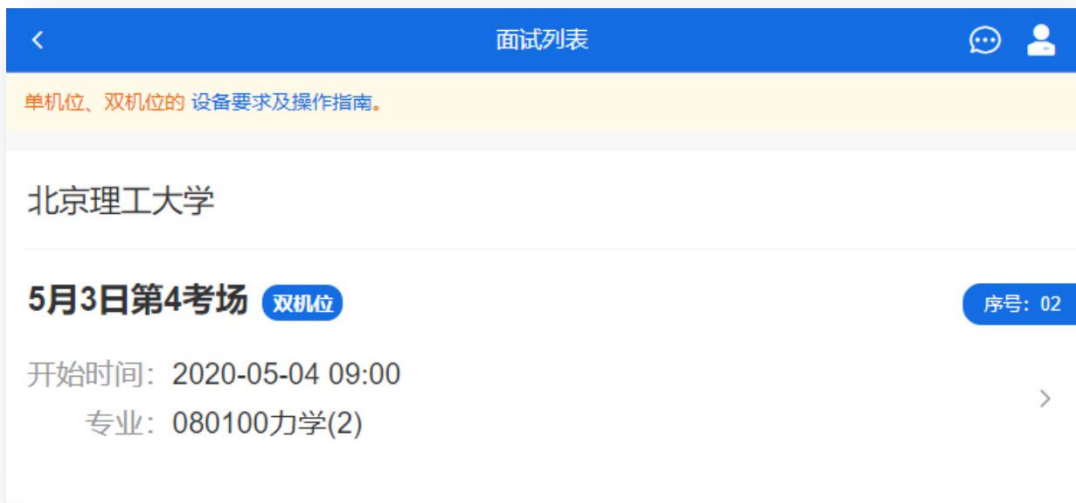 面试列表
单机位、双机位的 设备要求及操作指南。
北京理工大学
5月3日第4考场 双机位 序号：02
开始时间：2020-05-04 09:00
专业：080100力学(2)